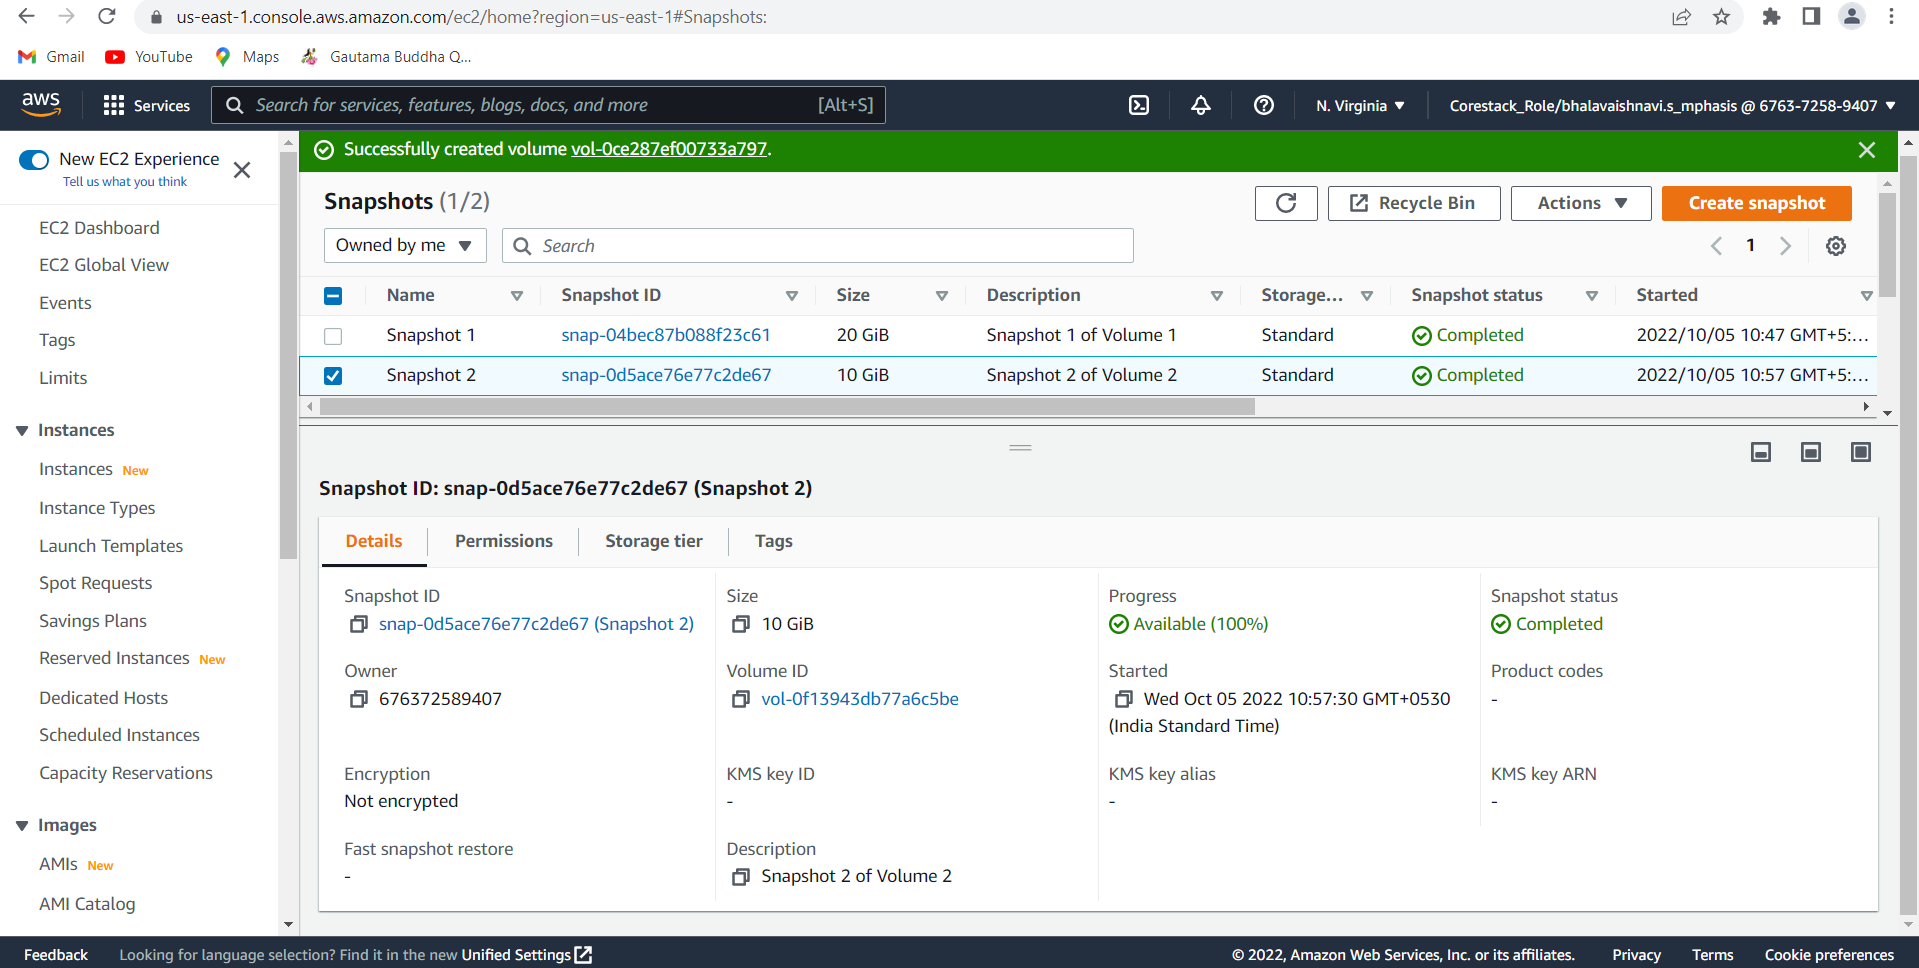 us-east-1.console.aws.amazon.com/ec2/home?region=us-east-1#Snapshots:
Gmail YouTube Maps Gautama Buddha Q...
aws Services Search for services, features, blogs, docs, and more [Alt+S] N. Virginia Corestack_Role/bhalavaishnavi.s_mphasis @ 6763-7258-9407
New EC2 Experience
Tell us what you think
EC2 Dashboard
EC2 Global View
Events
Tags
Limits
Instances
Instances New
Instance Types
Launch Templates
Spot Requests
Savings Plans
Reserved Instances New
Dedicated Hosts
Scheduled Instances
Capacity Reservations
Images
AMIs New
AMI Catalog
Successfully created volume vol-0ce287ef00733a797.
Snapshots (1/2) Recycle Bin Actions Create snapshot
Owned by me Search 1
Name Snapshot ID Size Description Storage... Snapshot status Started
Snapshot 1 snap-04bec87b088f23c61 20 GiB Snapshot 1 of Volume 1 Standard Completed 2022/10/05 10:47 GMT+5:...
Snapshot 2 snap-0d5ace76e77c2de67 10 GiB Snapshot 2 of Volume 2 Standard Completed 2022/10/05 10:57 GMT+5:...
Snapshot ID: snap-0d5ace76e77c2de67 (Snapshot 2)
Details Permissions Storage tier Tags
Snapshot ID Size Progress Snapshot status
snap-0d5ace76e77c2de67 (Snapshot 2) 10 GiB Available (100%) Completed
Owner Volume ID Started Product codes
676372589407 vol-0f13943db77a6c5be Wed Oct 05 2022 10:57:30 GMT+0530 -
(India Standard Time)
Encryption KMS key ID KMS key alias KMS key ARN
Not encrypted - - -
Fast snapshot restore Description
- Snapshot 2 of Volume 2
Feedback Looking for language selection? Find it in the new Unified Settings © 2022, Amazon Web Services, Inc. or its affiliates. Privacy Terms Cookie preferences